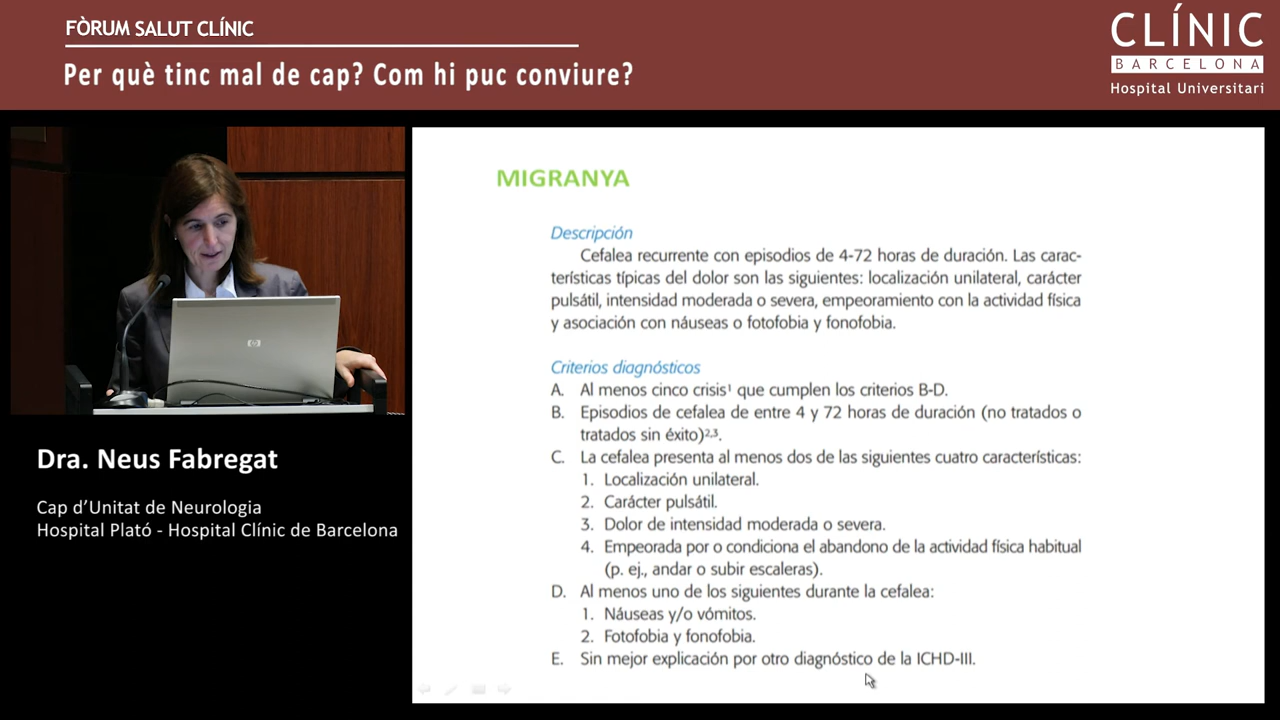 FÒRUM SALUT CLÍNIC
Per què tinc mal de cap? Com hi puc conviure?
CLÍNIC
BARCELONA
Hospital Universitari
MIGRANYA
Descripción
Cefalea recurrente con episodios de 4-72 horas de duración. Las carac-
terísticas típicas del dolor son las siguientes: localización unilateral, carácter
pulsátil, intensidad moderada o severa, empeoramiento con la actividad física
y asociación con náuseas o fotofobia y fonofobia.
Criterios diagnósticos
A. Al menos cinco crisis¹ que cumplen los criterios B-D.
B. Episodios de cefalea de entre 4 y 72 horas de duración (no tratados o
tratados sin éxito)²,³.
C. La cefalea presenta al menos dos de las siguientes cuatro características:
1. Localización unilateral.
2. Carácter pulsátil.
3. Dolor de intensidad moderada o severa.
4. Empeorada por o condiciona el abandono de la actividad física habitual
(p. ej., andar o subir escaleras).
D. Al menos uno de los siguientes durante la cefalea:
1. Náuseas y/o vómitos.
2. Fotofobia y fonofobia.
E. Sin mejor explicación por otro diagnóstico de la ICHD-III.
hp
Dra. Neus Fabregat
Cap d’Unitat de Neurologia
Hospital Plató - Hospital Clínic de Barcelona